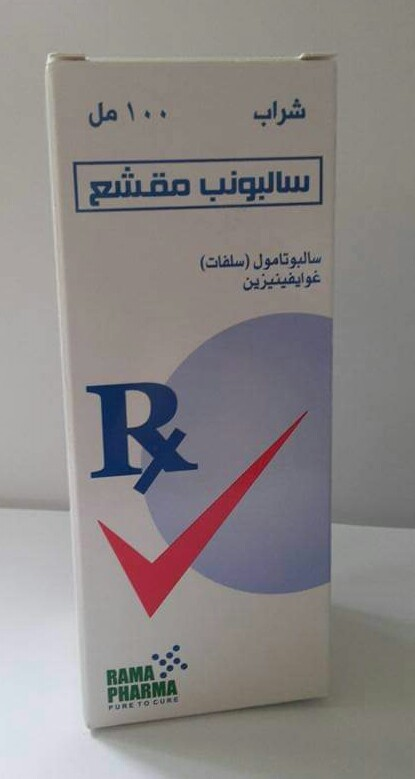 شراب ١٠٠ مل
سالبونب مقشع
سالبوتامول (سلفات)
غوايفينيزين
Rx
RAMA
PHARMA
PURE TO CURE